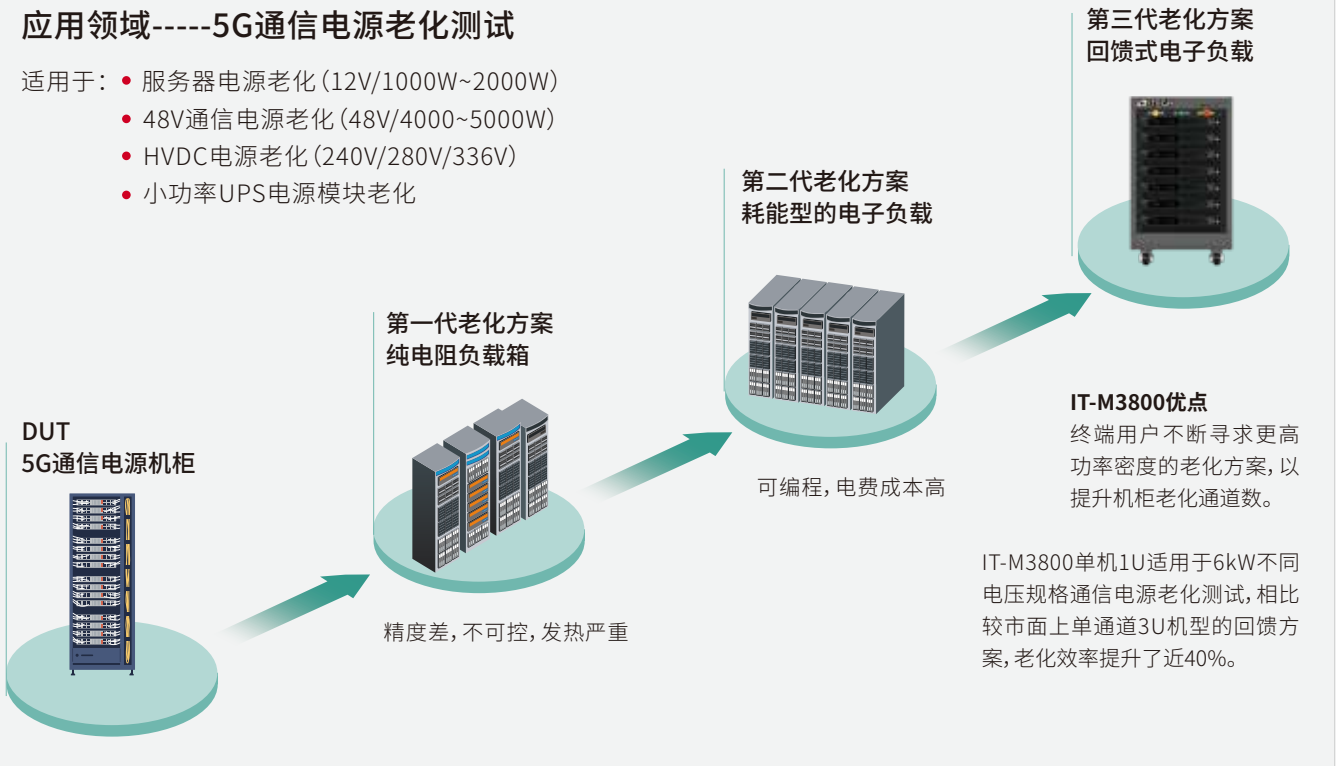 应用领域-----5G通信电源老化测试
适用于：● 服务器电源老化（12V/1000W~2000W）
● 48V通信电源老化（48V/4000~5000W）
● HVDC电源老化（240V/280V/336V）
● 小功率UPS电源模块老化
第三代老化方案
回馈式电子负载
第二代老化方案
耗能型的电子负载
第一代老化方案
纯电阻负载箱
DUT
5G通信电源机柜
精度差，不可控，发热严重
可编程，电费成本高
IT-M3800优点
终端用户不断寻求更高
功率密度的老化方案，以
提升机柜老化通道数。
IT-M3800单机1U适用于6kW不同
电压规格通信电源老化测试，相比
较市面上单通道3U机型的回馈方
案，老化效率提升了近40%。